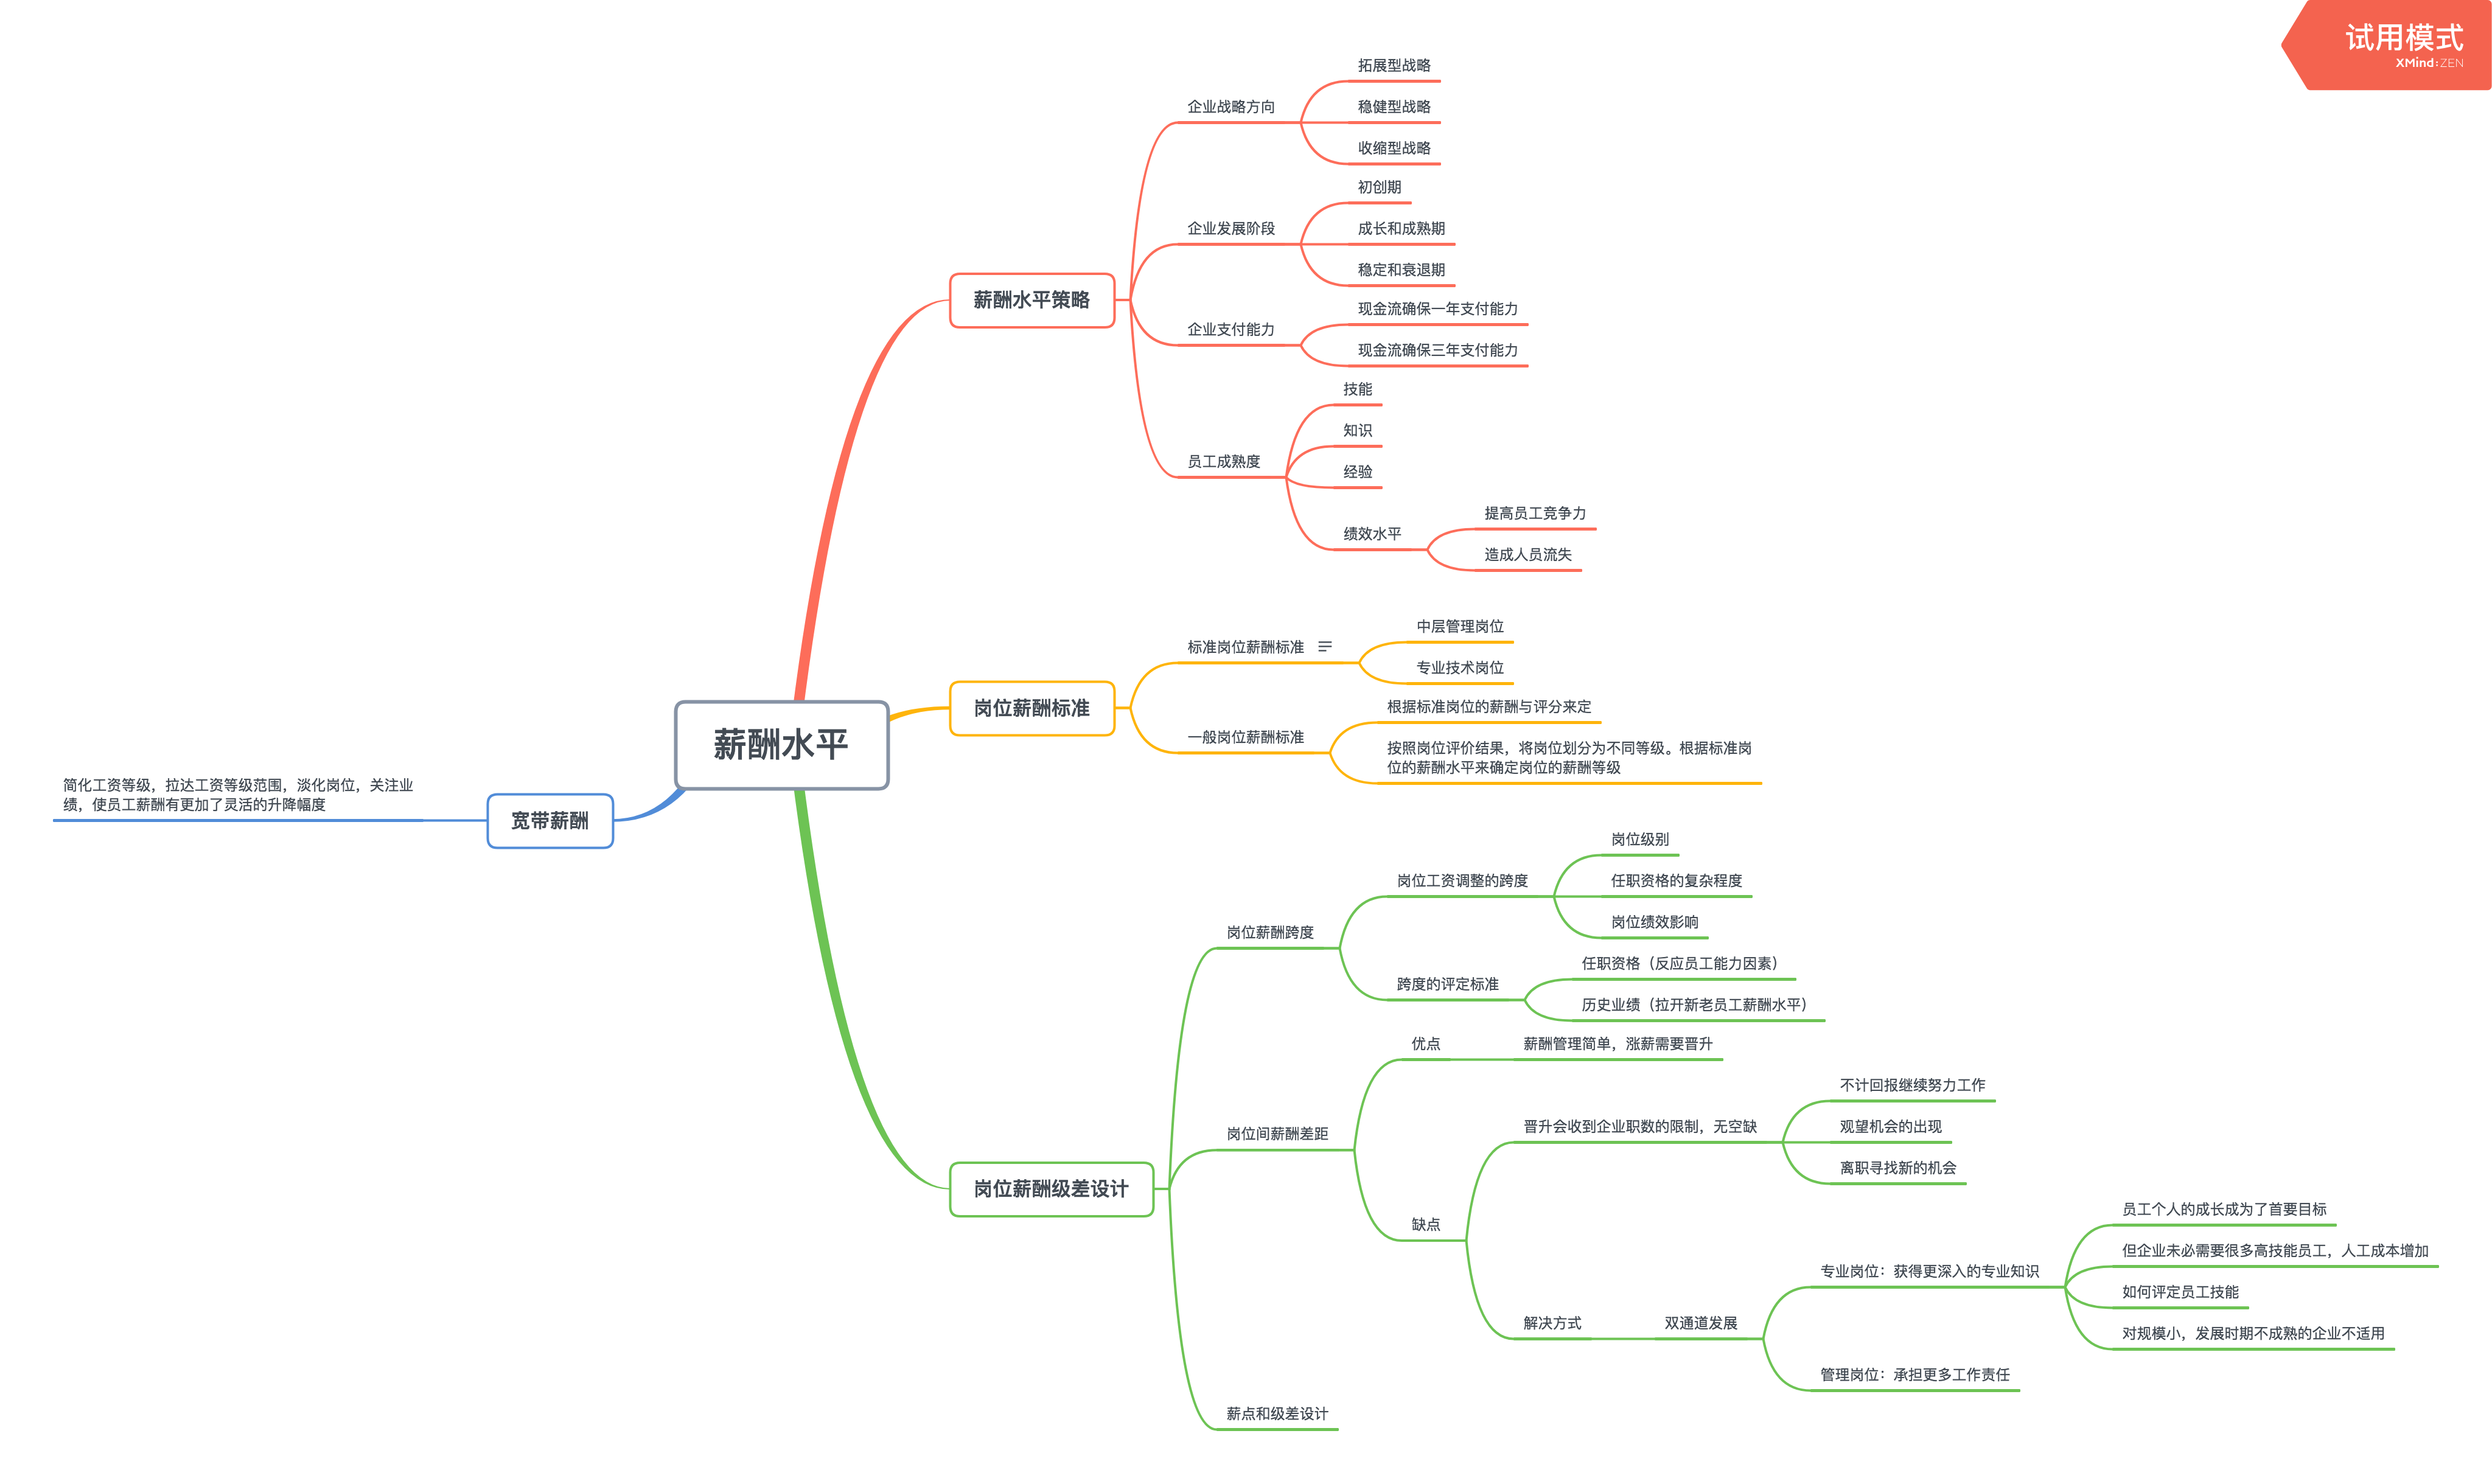 试用模式
XMind:ZEN
薪酬水平
薪酬水平策略
企业战略方向
拓展型战略
稳健型战略
收缩型战略
企业发展阶段
初创期
成长和成熟期
稳定和衰退期
企业支付能力
现金流确保一年支付能力
现金流确保三年支付能力
员工成熟度
技能
知识
经验
绩效水平
提高员工竞争力
造成人员流失
岗位薪酬标准
标准岗位薪酬标准
中层管理岗位
专业技术岗位
一般岗位薪酬标准
根据标准岗位的薪酬与评分来定
按照岗位评价结果，将岗位划分为不同等级。根据标准岗
位的薪酬水平来确定岗位的薪酬等级
岗位薪酬级差设计
岗位薪酬跨度
岗位工资调整的跨度
岗位级别
任职资格的复杂程度
岗位绩效影响
跨度的评定标准
任职资格（反应员工能力因素）
历史业绩（拉开新老员工薪酬水平）
岗位间薪酬差距
优点
薪酬管理简单，涨薪需要晋升
缺点
晋升会收到企业职数的限制，无空缺
不计回报继续努力工作
观望机会的出现
离职寻找新的机会
解决方式
双通道发展
专业岗位：获得更深入的专业知识
员工个人的成长成为了首要目标
但企业未必需要很多高技能员工，人工成本增加
如何评定员工技能
对规模小，发展时期不成熟的企业不适用
管理岗位：承担更多工作责任
薪点和级差设计
宽带薪酬
简化工资等级，拉达工资等级范围，淡化岗位，关注业
绩，使员工薪酬有更加了灵活的升降幅度